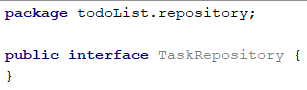 package todoList.repository;
public interface TaskRepository {
}